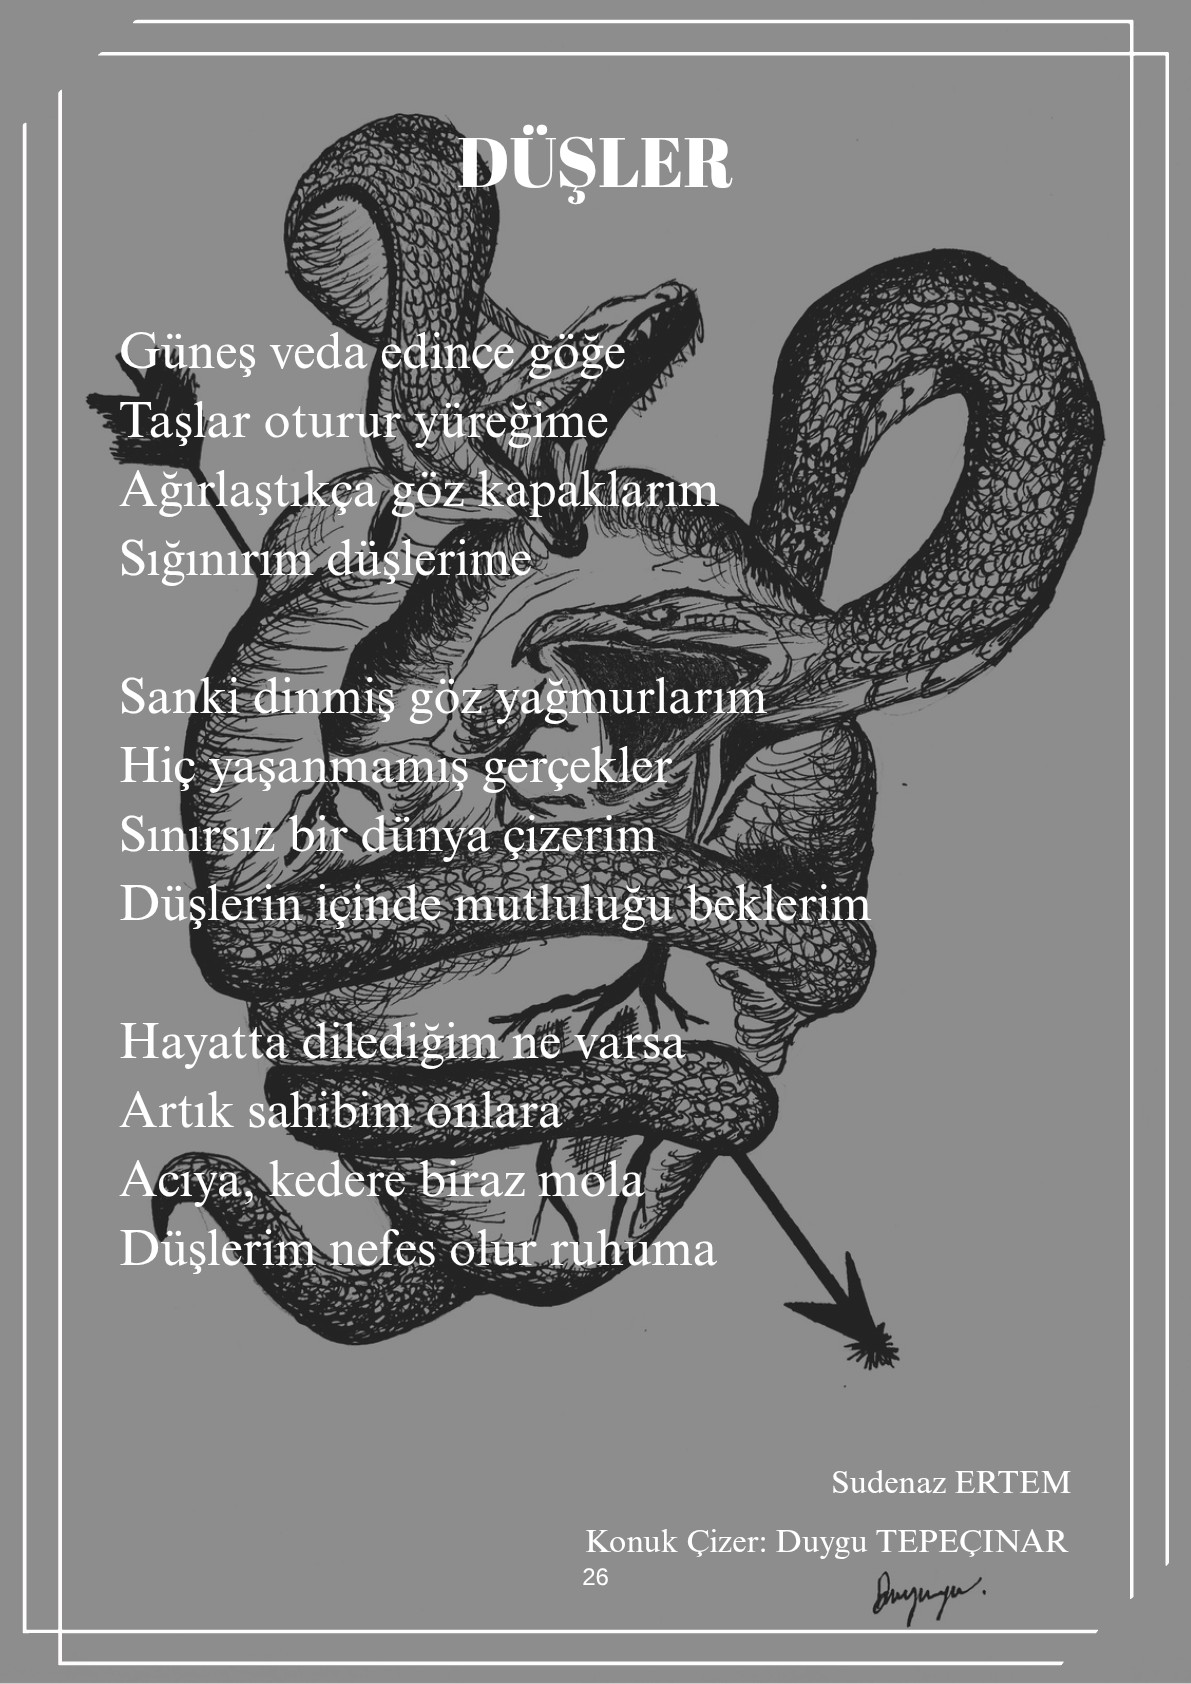 DÜŞLER
Güneş veda edince göğe
Taşlar oturur yüreğime
Ağırlaştıkça göz kapaklarım
Sığınırım düşlerime
Sanki dinmiş göz yağmurlarım
Hiç yaşanmamış gerçekler
Sınırsız bir dünya çizerim
Düşlerin içinde mutluluğu beklerim
Hayatta dilediğim ne varsa
Artık sahibim onlara
Acıya, kedere biraz mola
Düşlerim nefes olur ruhuma
Sudenaz ERTEM
Konuk Çizer: Duygu TEPEÇINAR
26